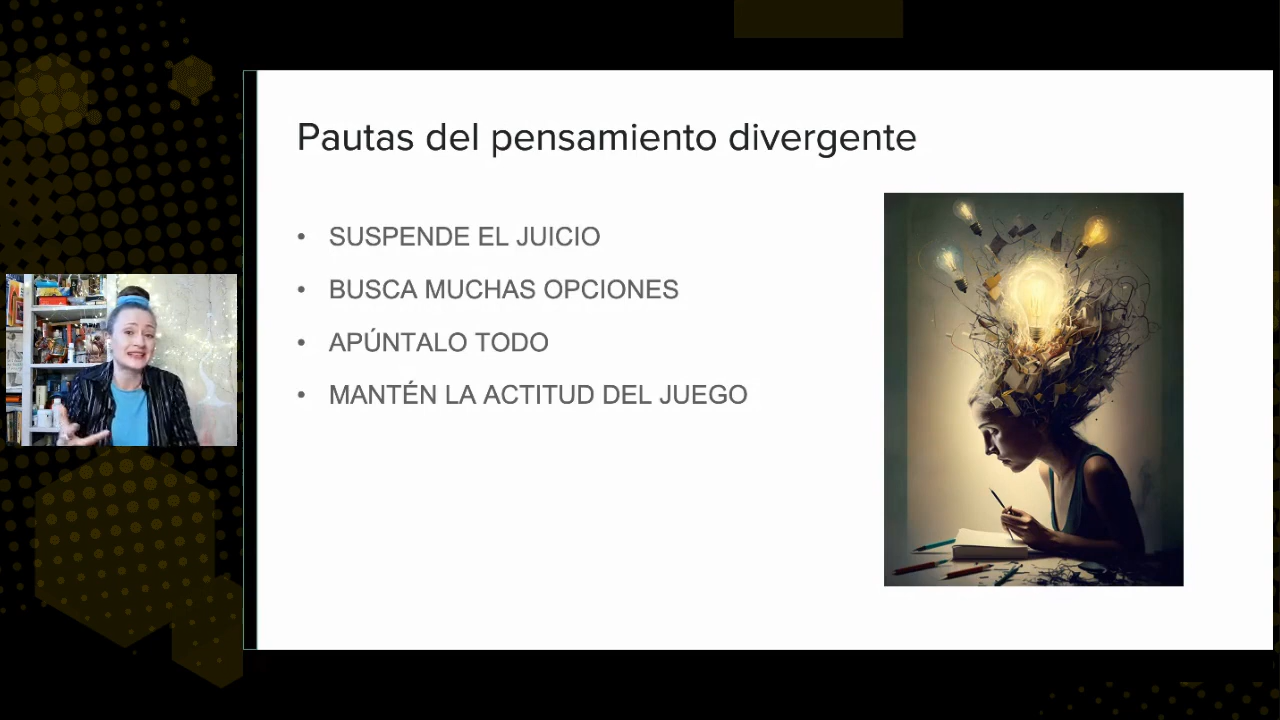 Pautas del pensamiento divergente
• SUSPENDE EL JUICIO
• BUSCA MUCHAS OPCIONES
• APÚNTALO TODO
• MANTÉN LA ACTITUD DEL JUEGO